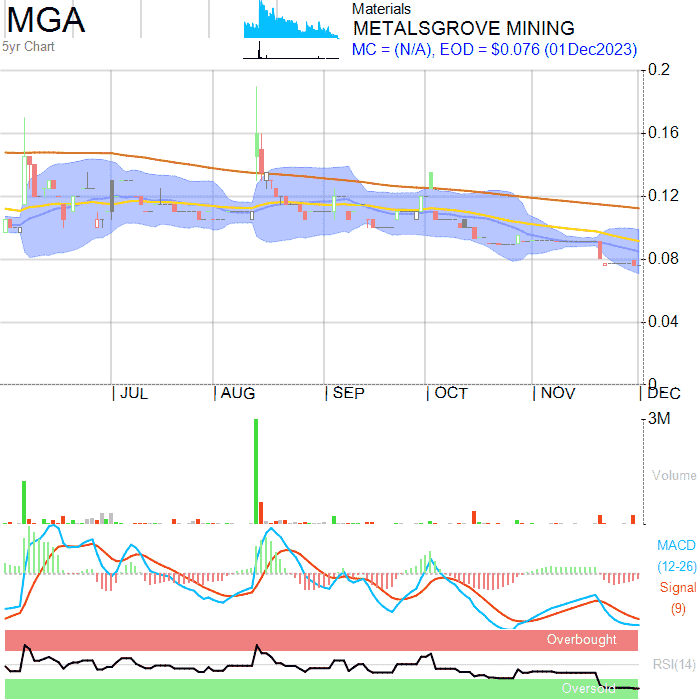 MGA
5yr Chart
Materials
METALSGROVE MINING
MC = (N/A), EOD = $0.076 (01Dec2023)
0.2
0.16
0.12
0.08
0.04
0
JUL AUG SEP OCT NOV DEC
3M
Volume
MACD
(12-26)
Signal
(9)
Overbought
RSI(14)
Oversold